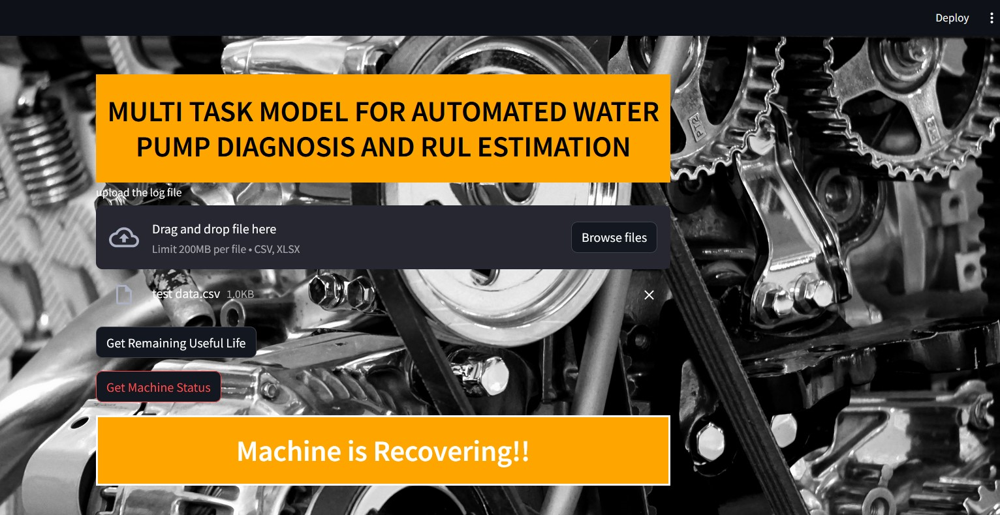 Deploy
MULTI TASK MODEL FOR AUTOMATED WATER
PUMP DIAGNOSIS AND RUL ESTIMATION
upload the log file
Drag and drop file here
Limit 200MB per file • CSV, XLSX
Browse files
test data.csv 1.0KB
Get Remaining Useful Life
Get Machine Status
Machine is Recovering!!
PT2